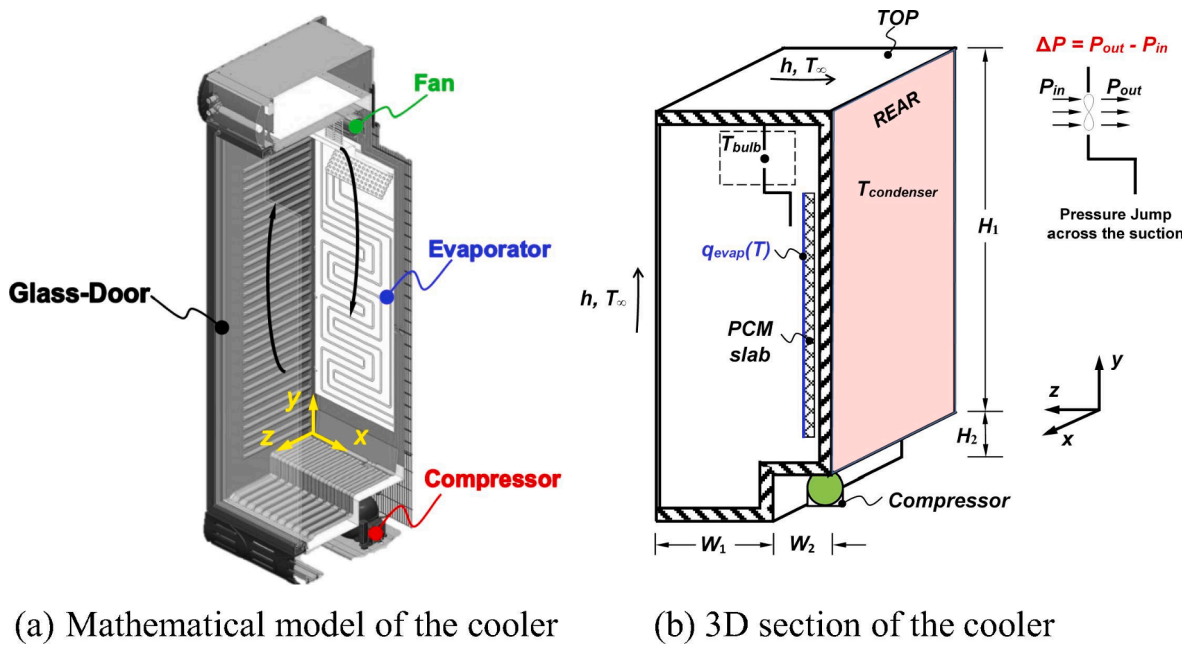 Fan
Evaporator
Glass-Door
y
z
x
Compressor
(a) Mathematical model of the cooler
TOP
h, T∞
REAR
Tbulb
Tcondenser
H1
qevap(T)
h, T∞
PCM
slab
H2
Compressor
W1
W2
ΔP = Pout - Pin
Pin
Pout
Pressure Jump
across the suction
y
z
x
(b) 3D section of the cooler